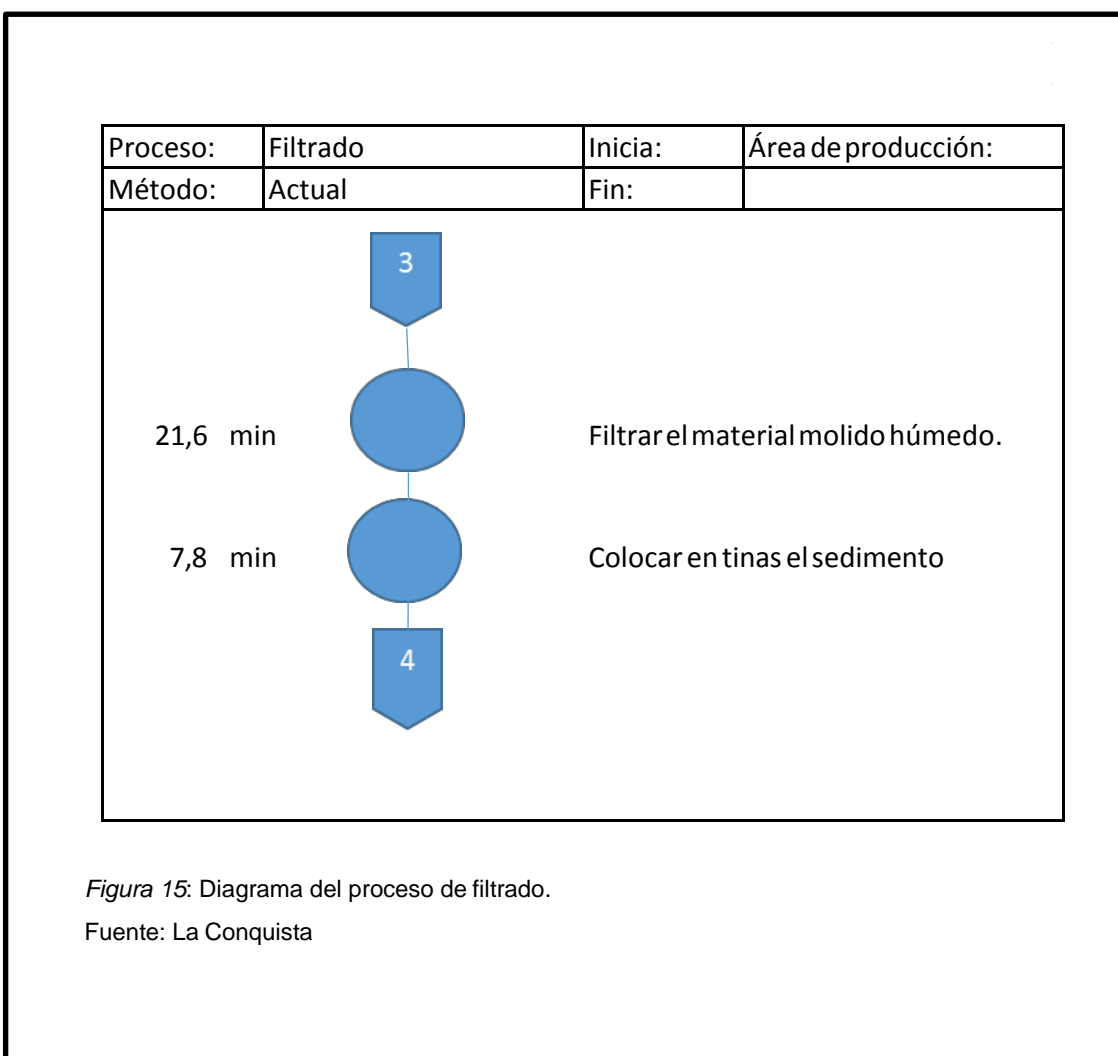 Proceso: Filtrado Inicia: Área de producción:
Método: Actual Fin:
3
21,6 min Filtrar el material molido húmedo.
7,8 min Colocar en tinas el sedimento
4
Figura 15: Diagrama del proceso de filtrado.
Fuente: La Conquista